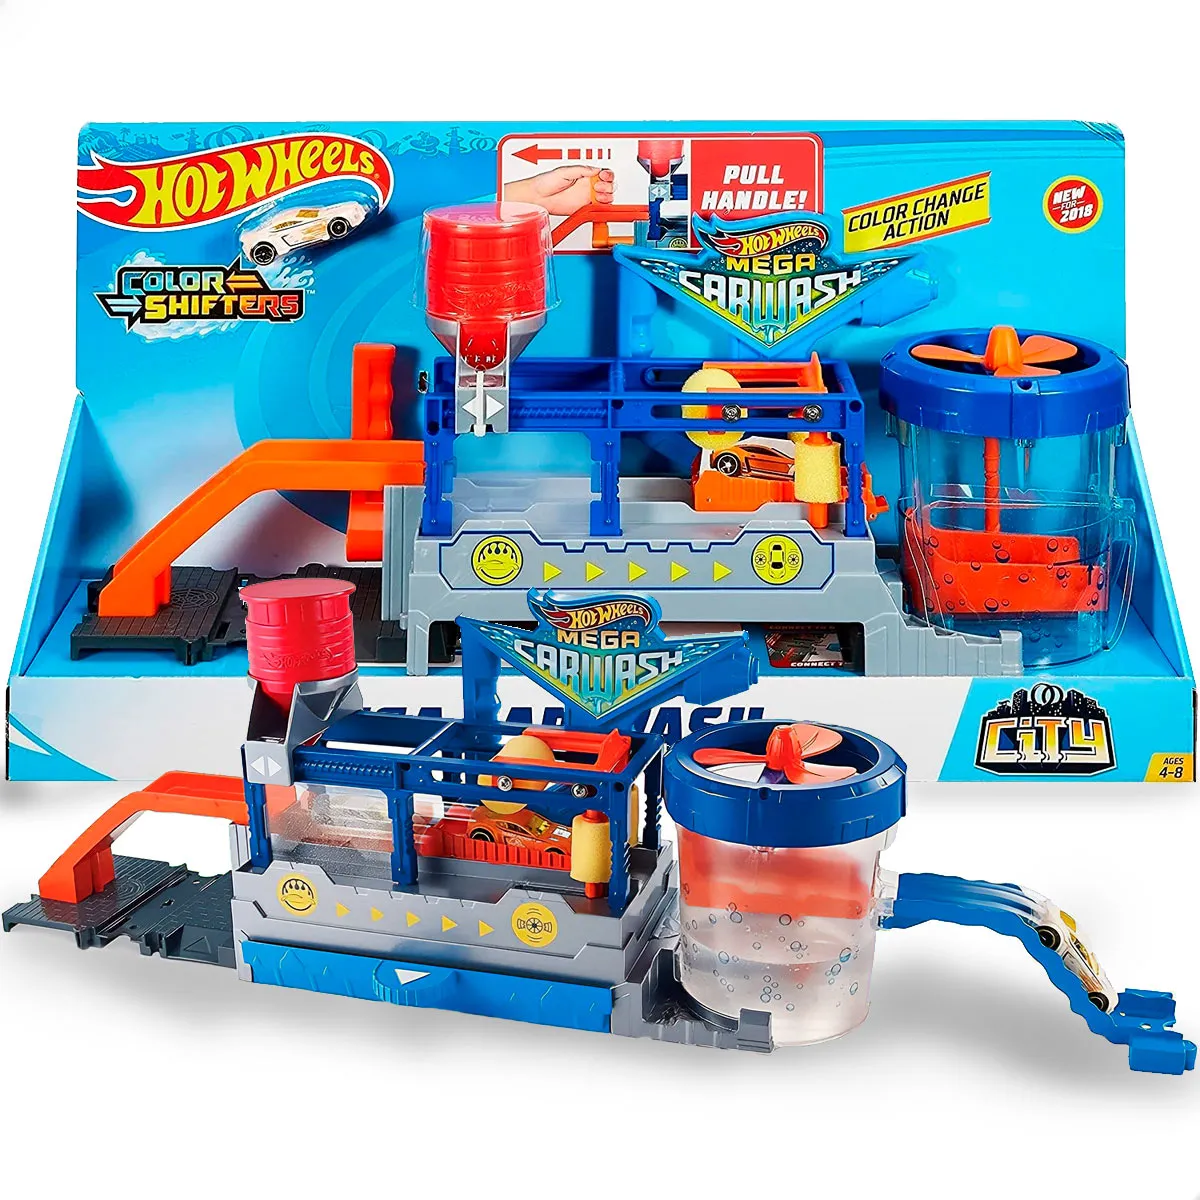 HOT WHEELS
PULL
HANDLE!
COLOR CHANGE
ACTION
NEW
FOR
2018
COLOR
SHIFTERS™
HOT WHEELS
MEGA
CARWASH
HOT WHEELS
MEGA
CARWASH
CITY
AGES
4-8